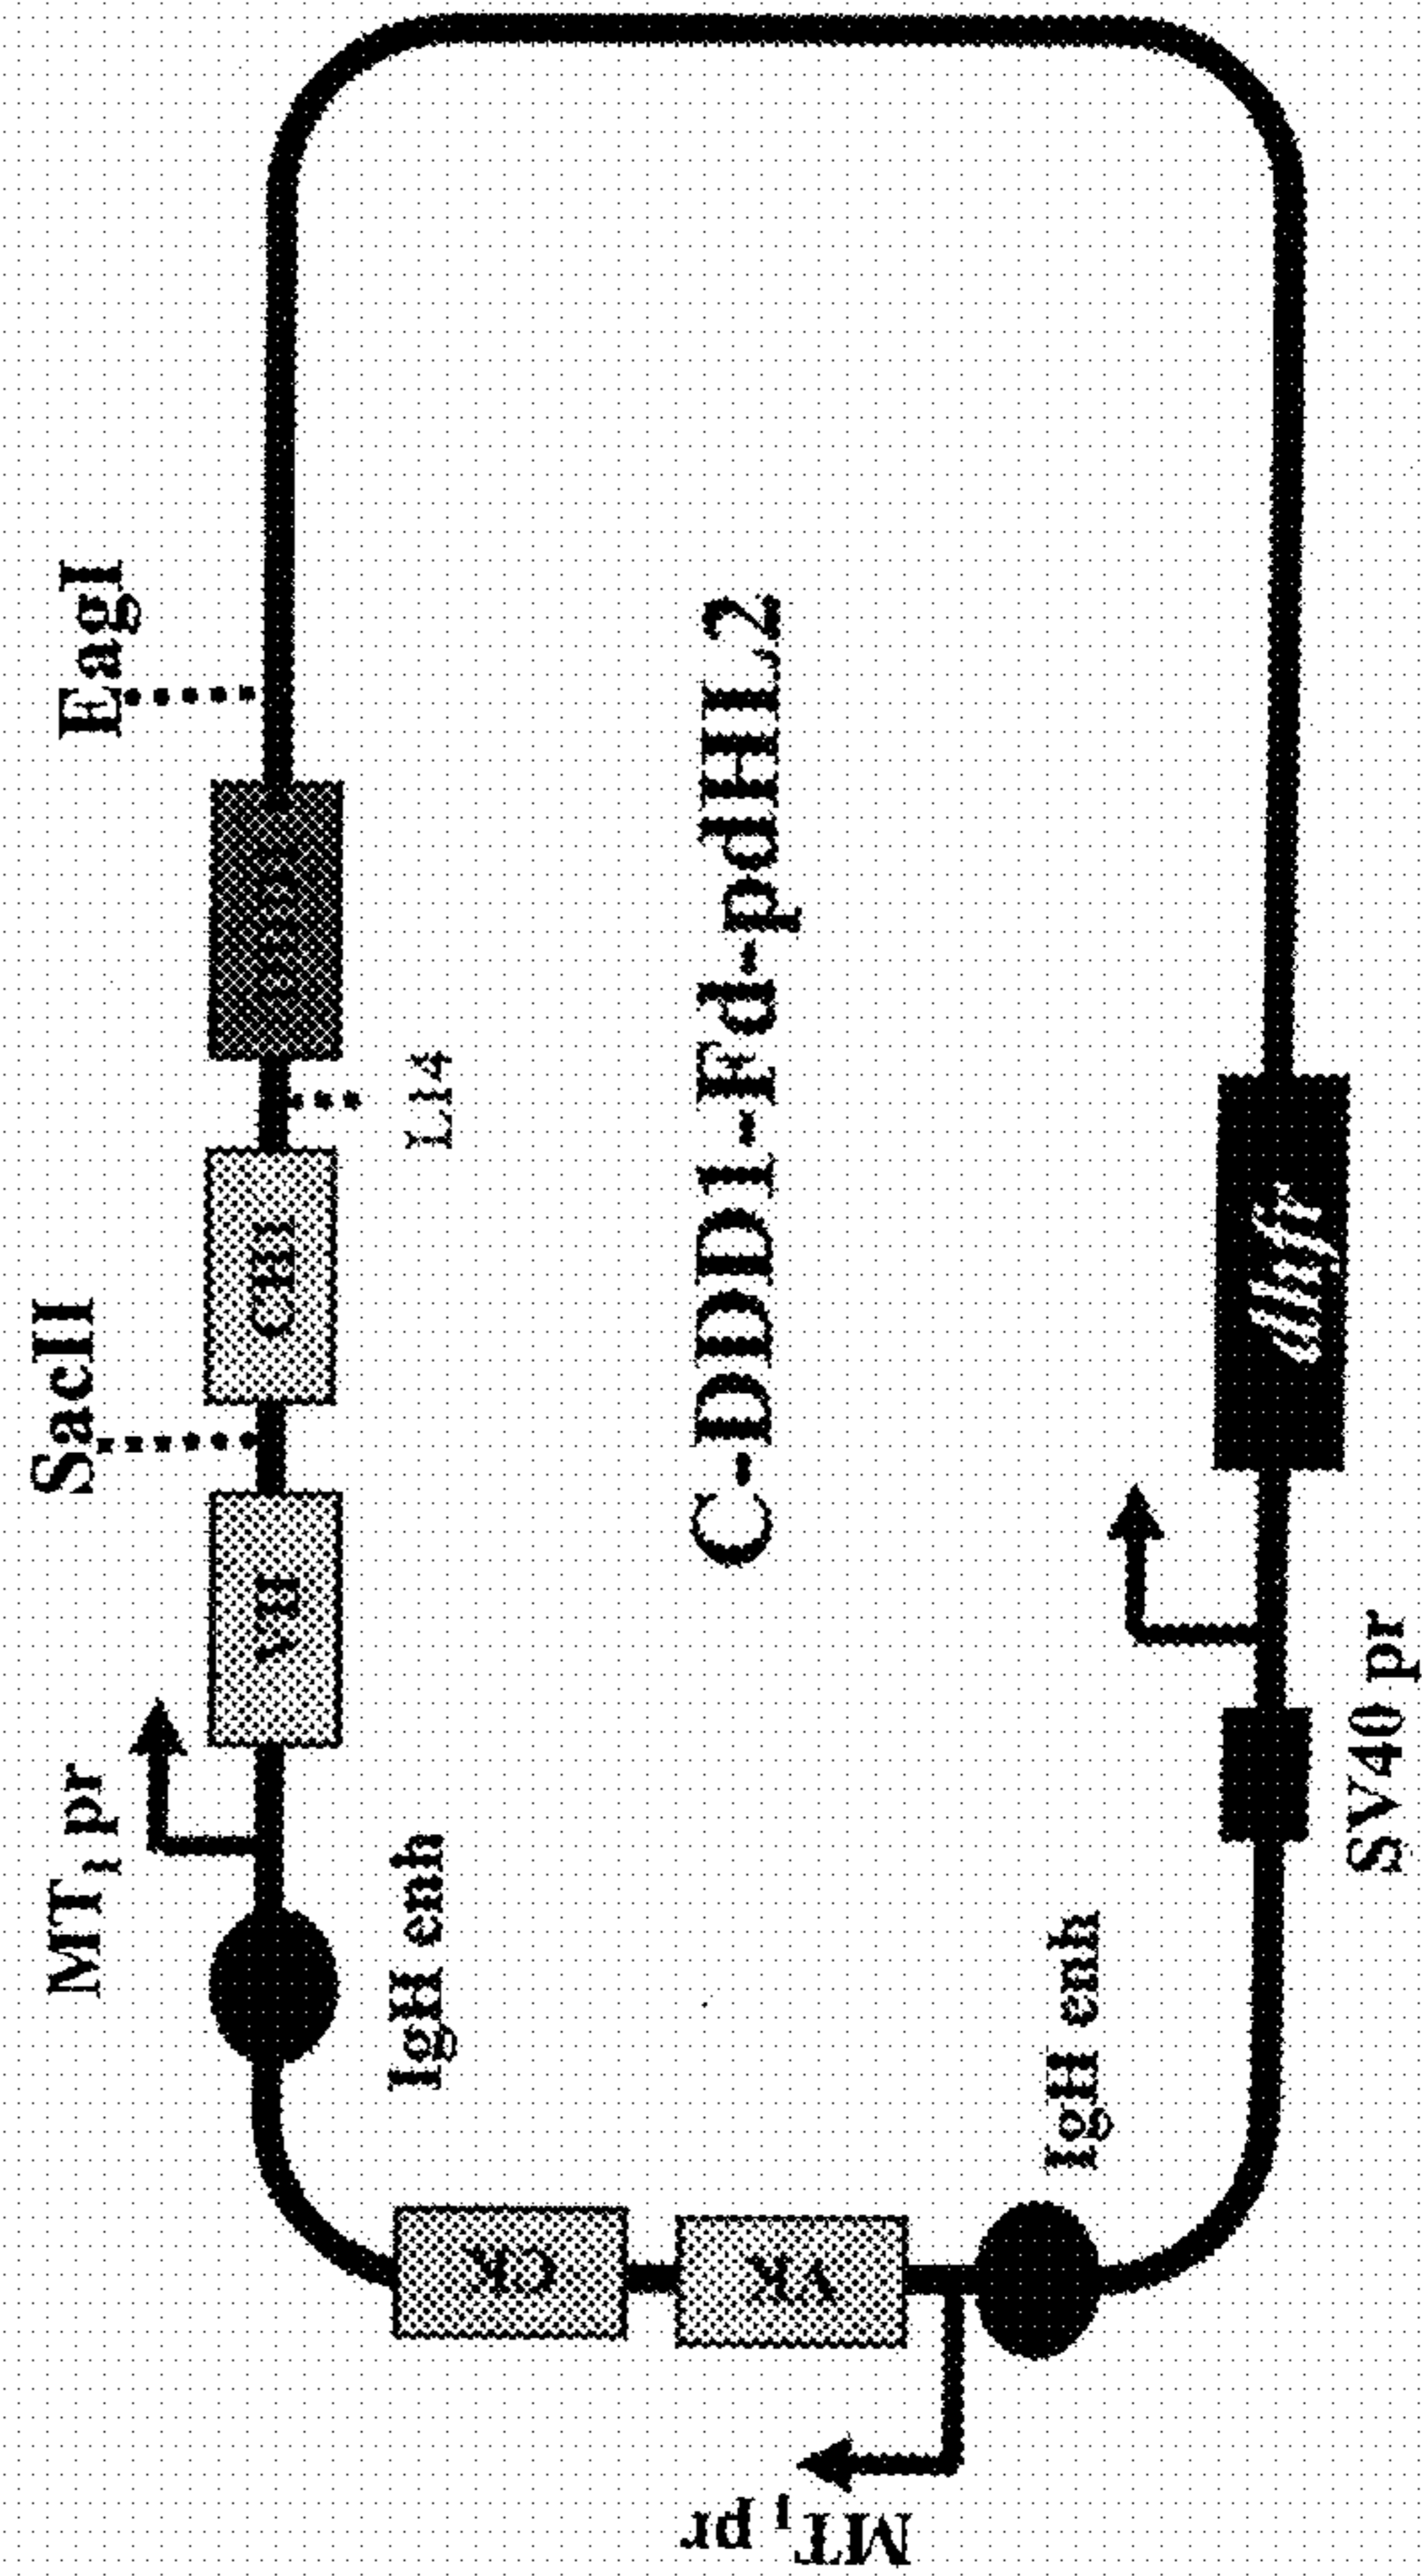 MT1 pr
SacII
EagI
VH
CH1
DDD1
IgH enh
L14
CK
VK
C-DDD1-Fd-pdHL2
MT1 pr
IgH enh
SV40 pr
dhfr